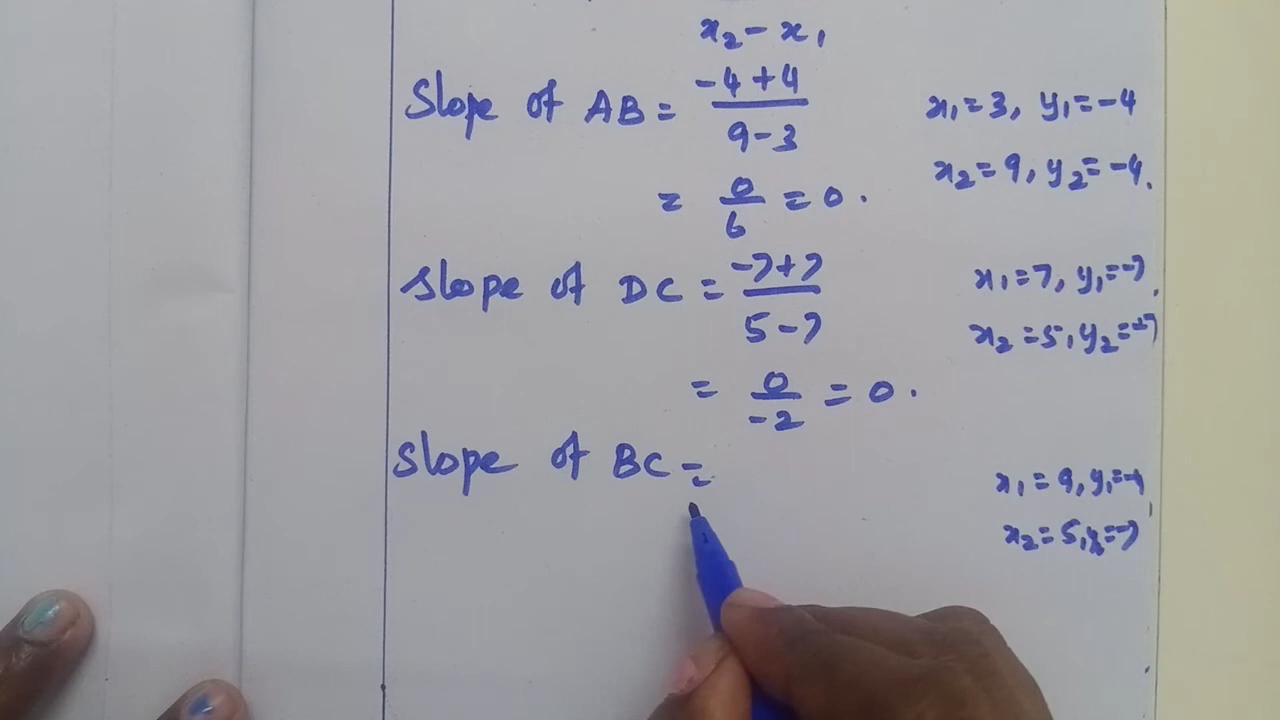 x₂ - x₁
Slope of AB = -4+4 / 9-3
x₁=3, y₁=-4
x₂=9, y₂=-4.
= 0/6 = 0.
Slope of DC = -7+7 / 5-7
x₁=7, y₁=-7
x₂=5, y₂=-7
= 0/-2 = 0.
Slope of BC =
x₁=9, y₁=-4
x₂=5, y₂=-7